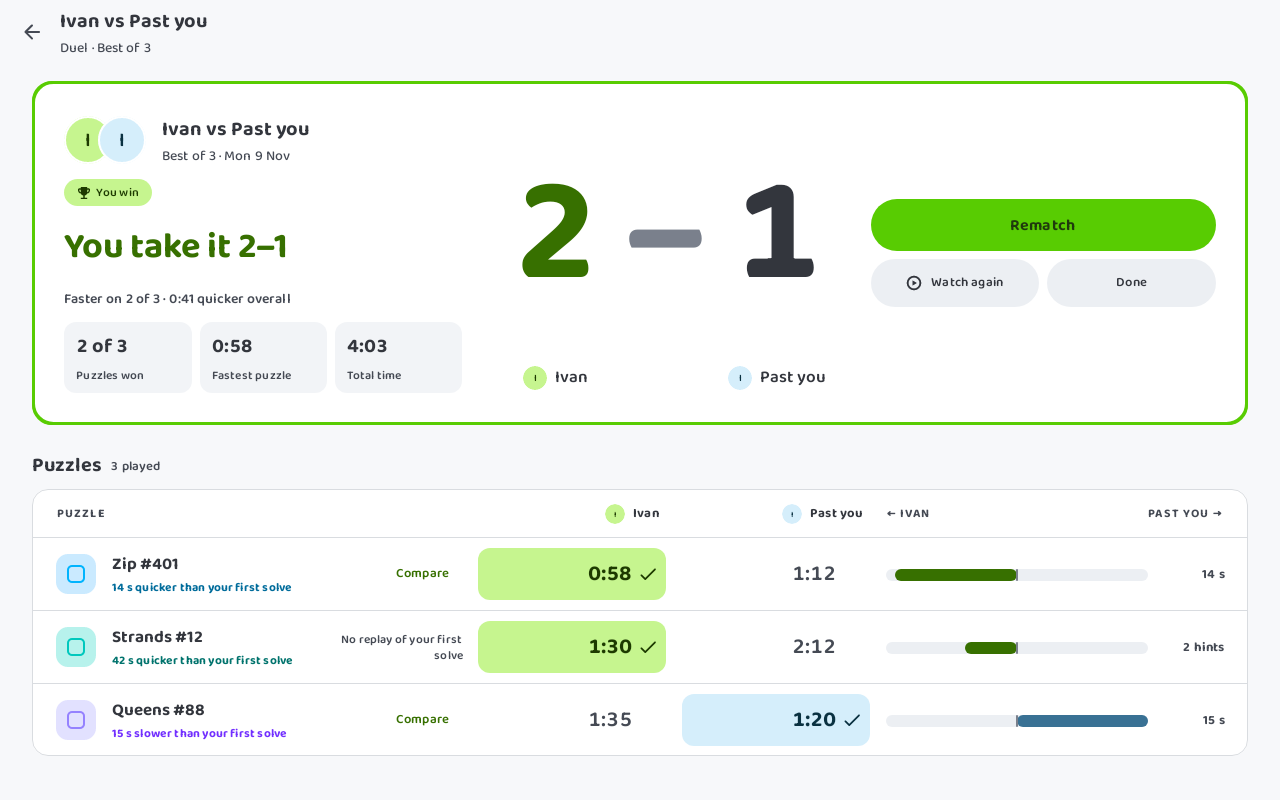 Ivan vs Past you
Duel · Best of 3
I I
Ivan vs Past you
Best of 3 · Mon 9 Nov
You win
You take it 2–1
Faster on 2 of 3 · 0:41 quicker overall
2 of 3
Puzzles won
0:58
Fastest puzzle
4:03
Total time
2 – 1
I Ivan
I Past you
Rematch
Watch again
Done
Puzzles 3 played
PUZZLE
I Ivan
I Past you
← IVAN
PAST YOU →
Zip #401
14 s quicker than your first solve
Compare
0:58
1:12
14 s
Strands #12
42 s quicker than your first solve
No replay of your first
solve
1:30
2:12
2 hints
Queens #88
15 s slower than your first solve
Compare
1:35
1:20
15 s